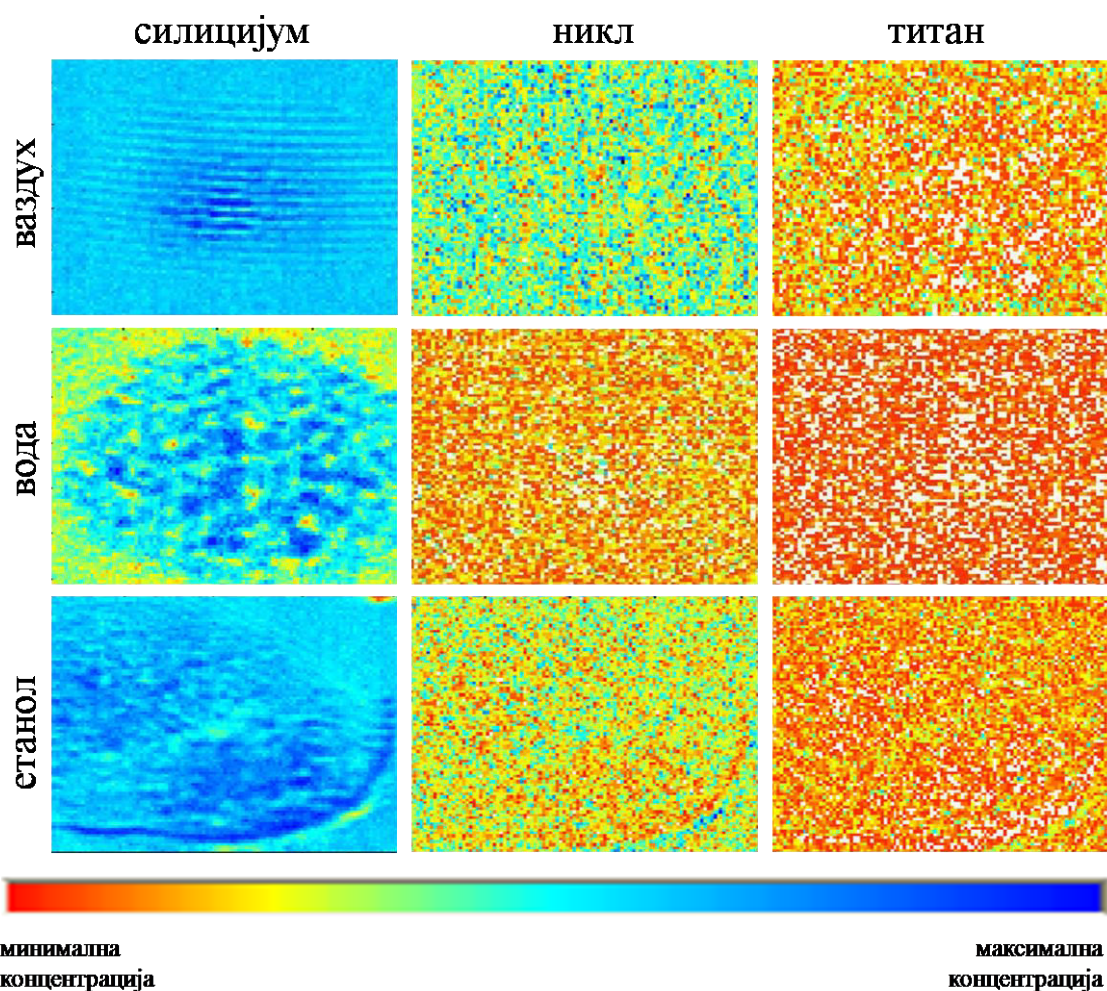 силицијум никл титан
ваздух
вода
етанол
минимална максимална
концентрација концентрација